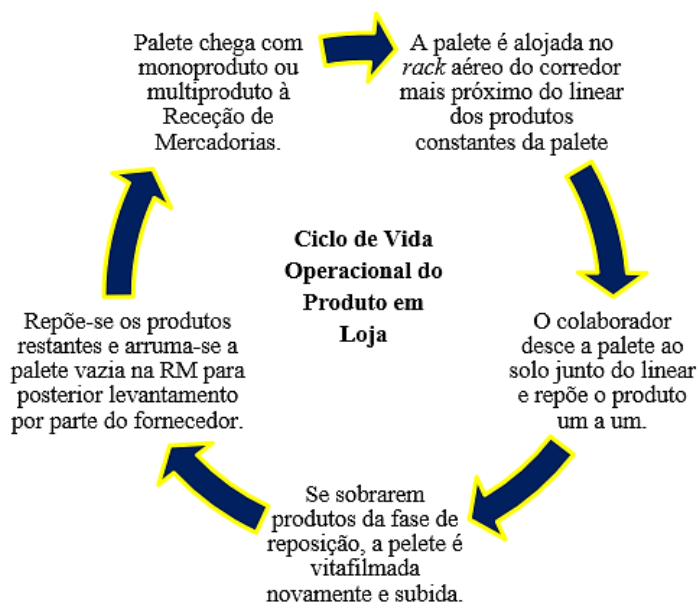 Palete chega com
monoproduto ou
multiproduto à
Receção de
Mercadorias.
A palete é alojada no
rack aéreo do corredor
mais próximo do linear
dos produtos
constantes da palete
Ciclo de Vida
Operacional do
Produto em
Loja
O colaborador
desce a palete ao
solo junto do linear
e repõe o produto
um a um.
Se sobrarem
produtos da fase de
reposição, a pelete é
vitafilmada
novamente e subida.
Repõe-se os produtos
restantes e arruma-se a
palete vazia na RM para
posterior levantamento
por parte do fornecedor.